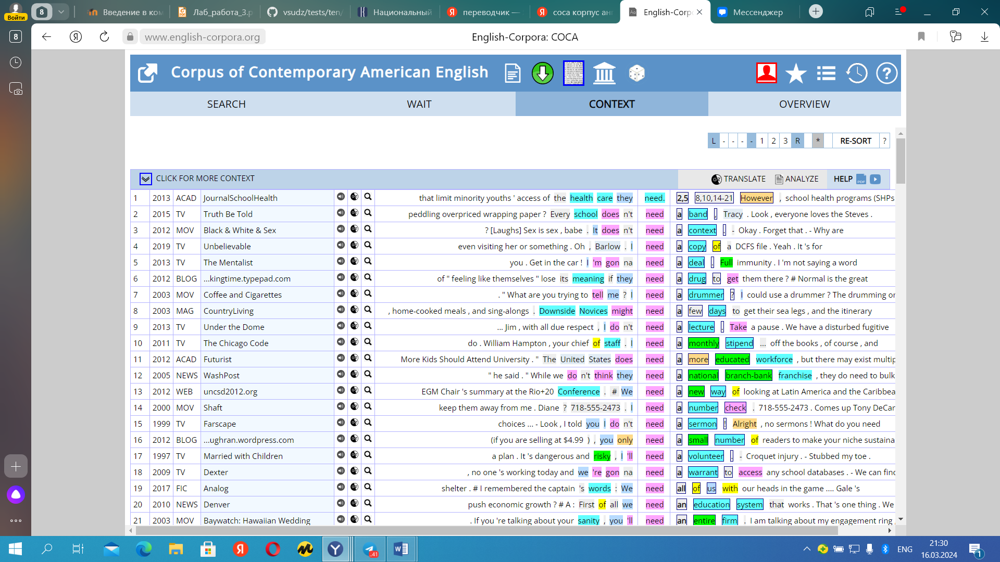 Войти
8
Введение в ком
Лаб_работа_3.p
vsudz/tests/ten/
Национальный
переводчик —
соса корпус анг
English-Corpo
Мессенджер
8
www.english-corpora.org
English-Corpora: COCA
Corpus of Contemporary American English
SEARCH WAIT CONTEXT OVERVIEW
L - - - - 1 2 3 R * RE-SORT ?
CLICK FOR MORE CONTEXT TRANSLATE ANALYZE HELP
1 2013 ACAD JournalSchoolHealth that limit minority youths ' access of the health care they need. 2,5 8,10,14-21 However , school health programs (SHPs
2 2015 TV Truth Be Told peddling overpriced wrapping paper ? Every school does n't need a band , Tracy . Look , everyone loves the Steves .
3 2012 MOV Black & White & Sex ? [Laughs] Sex is sex , babe . It does n't need a context . - Okay . Forget that . - Why are
4 2019 TV Unbelievable even visiting her or something . Oh , Barlow . I need a copy of a DCFS file . Yeah . It 's for
5 2013 TV The Mentalist you . Get in the car ! I 'm gon na need a deal . Full immunity . I 'm not saying a word
6 2012 BLOG ...kingtime.typepad.com of " feeling like themselves " lose its meaning if they need a drug to get them there ? # Normal is the great
7 2003 MOV Coffee and Cigarettes . " What are you trying to tell me ? I need a drummer ? I could use a drummer ? The drumming or
8 2003 MAG CountryLiving , home-cooked meals , and sing-alongs . Downside Novices might need a few days to get their sea legs , and the itinerary
9 2013 TV Under the Dome ... Jim , with all due respect , I do n't need a lecture . Take a pause . We have a disturbed fugitive
10 2011 TV The Chicago Code do . William Hampton , your chief of staff . I need a monthly stipend ... off the books , of course , and
11 2012 ACAD Futurist More Kids Should Attend University . " The United States does need a more educated workforce , but there may exist multip
12 2005 NEWS WashPost " he said . " While we do n't think they need a national branch-bank franchise , they do need to bulk
13 2012 WEB uncsd2012.org EGM Chair 's summary at the Rio+20 Conference . # We need a new way of looking at Latin America and the Caribbea
14 2000 MOV Shaft keep them away from me . Diane ? 718-555-2473 . I need a number check . 718-555-2473 . Comes up Tony DeCar
15 1999 TV Farscape choices ... - Look , I told you I do n't need a sermon ! Alright , no sermons ! What do you need
16 2012 BLOG ...ughran.wordpress.com (if you are selling at $4.99 ) , you only need a small number of readers to make your niche sustaina
17 1997 TV Married with Children a plan . It 's dangerous and risky , I 'll need a volunteer . - Croquet injury . - Stubbed my toe .
18 2009 TV Dexter , no one 's working today and we 're gon na need a warrant to access any school databases . - We can find
19 2017 FIC Analog shelter . # I remembered the captain 's words : We need all of us with our heads in the game .... Gale 's
20 2010 NEWS Denver push economic growth ? # A : First of all we need an education system that works . That 's one thing . We
21 2003 MOV Baywatch: Hawaiian Wedding . If you 're talking about your sanity , you 'll need an entire firm . I am talking about my engagement ring ,
ENG
21:30
16.03.2024
1